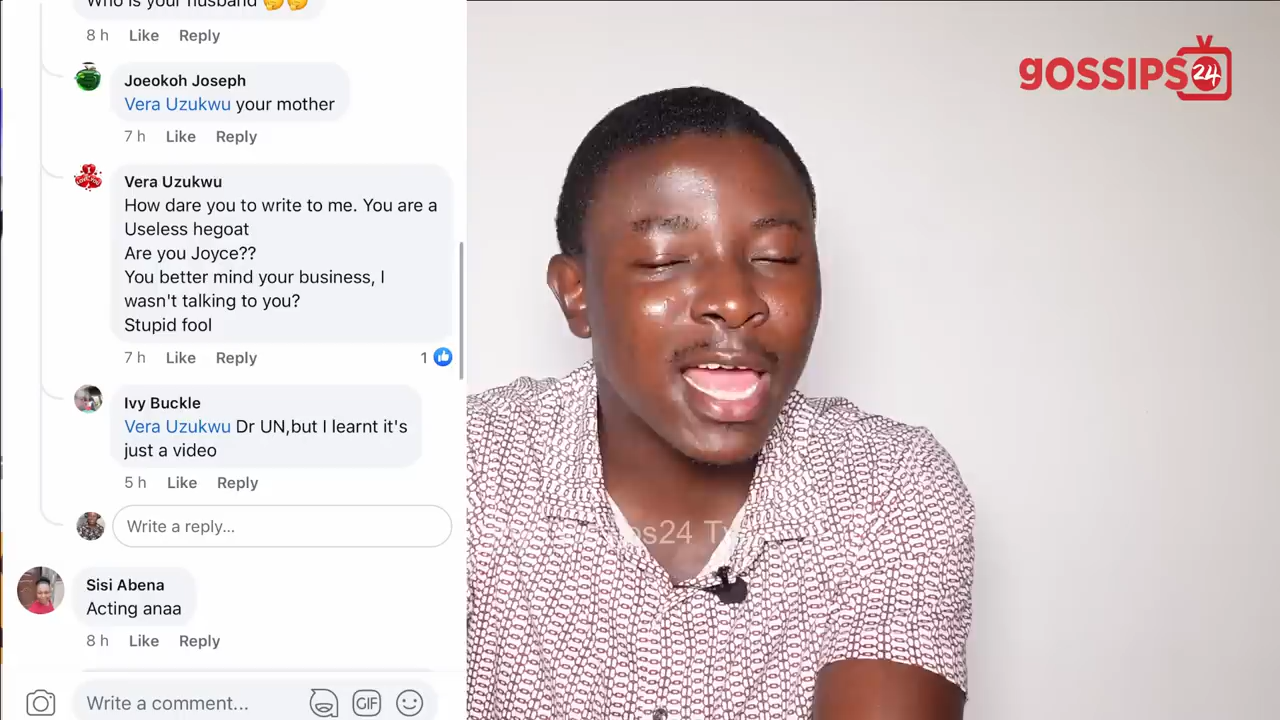 Who is your husband
8 h Like Reply
Joeokoh Joseph
Vera Uzukwu your mother
7 h Like Reply
Vera Uzukwu
How dare you to write to me. You are a
Useless hegoat
Are you Joyce??
You better mind your business, I
wasn't talking to you?
Stupid fool
7 h Like Reply 1
Ivy Buckle
Vera Uzukwu Dr UN,but I learnt it's
just a video
5 h Like Reply
Write a reply...
Sisi Abena
Acting anaa
8 h Like Reply
Write a comment...
GIF
gOSSIPS24
Tv